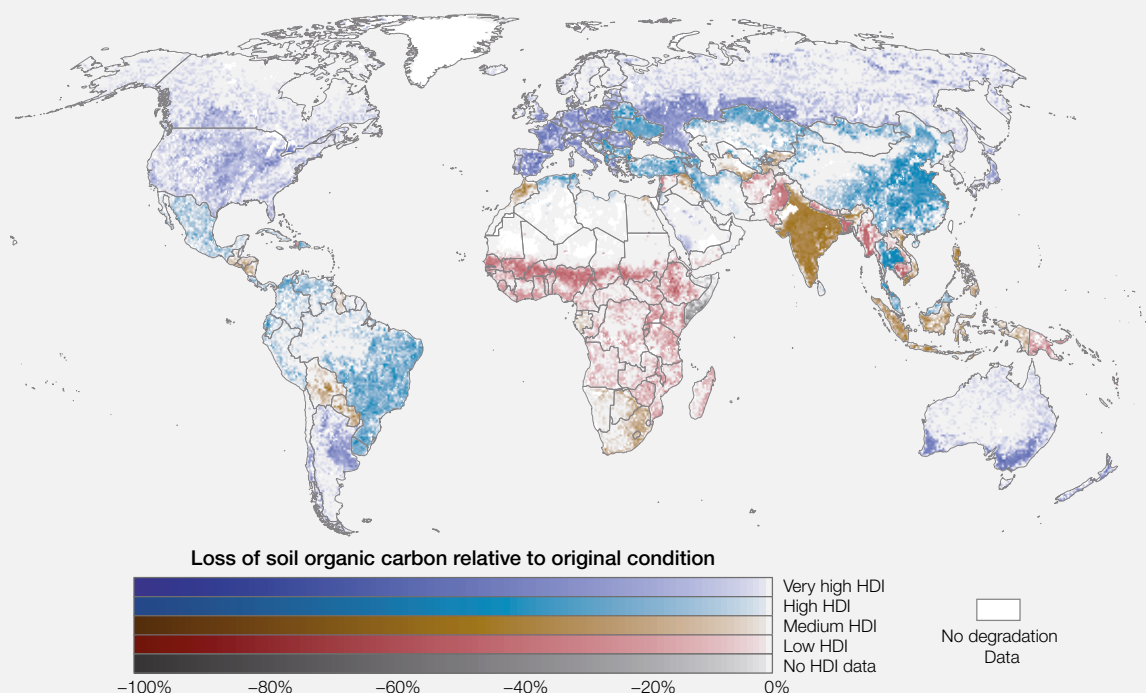 Loss of soil organic carbon relative to original condition
Very high HDI
High HDI
Medium HDI
Low HDI
No HDI data
−100%
−80%
−60%
−40%
−20%
0%
No degradation
Data